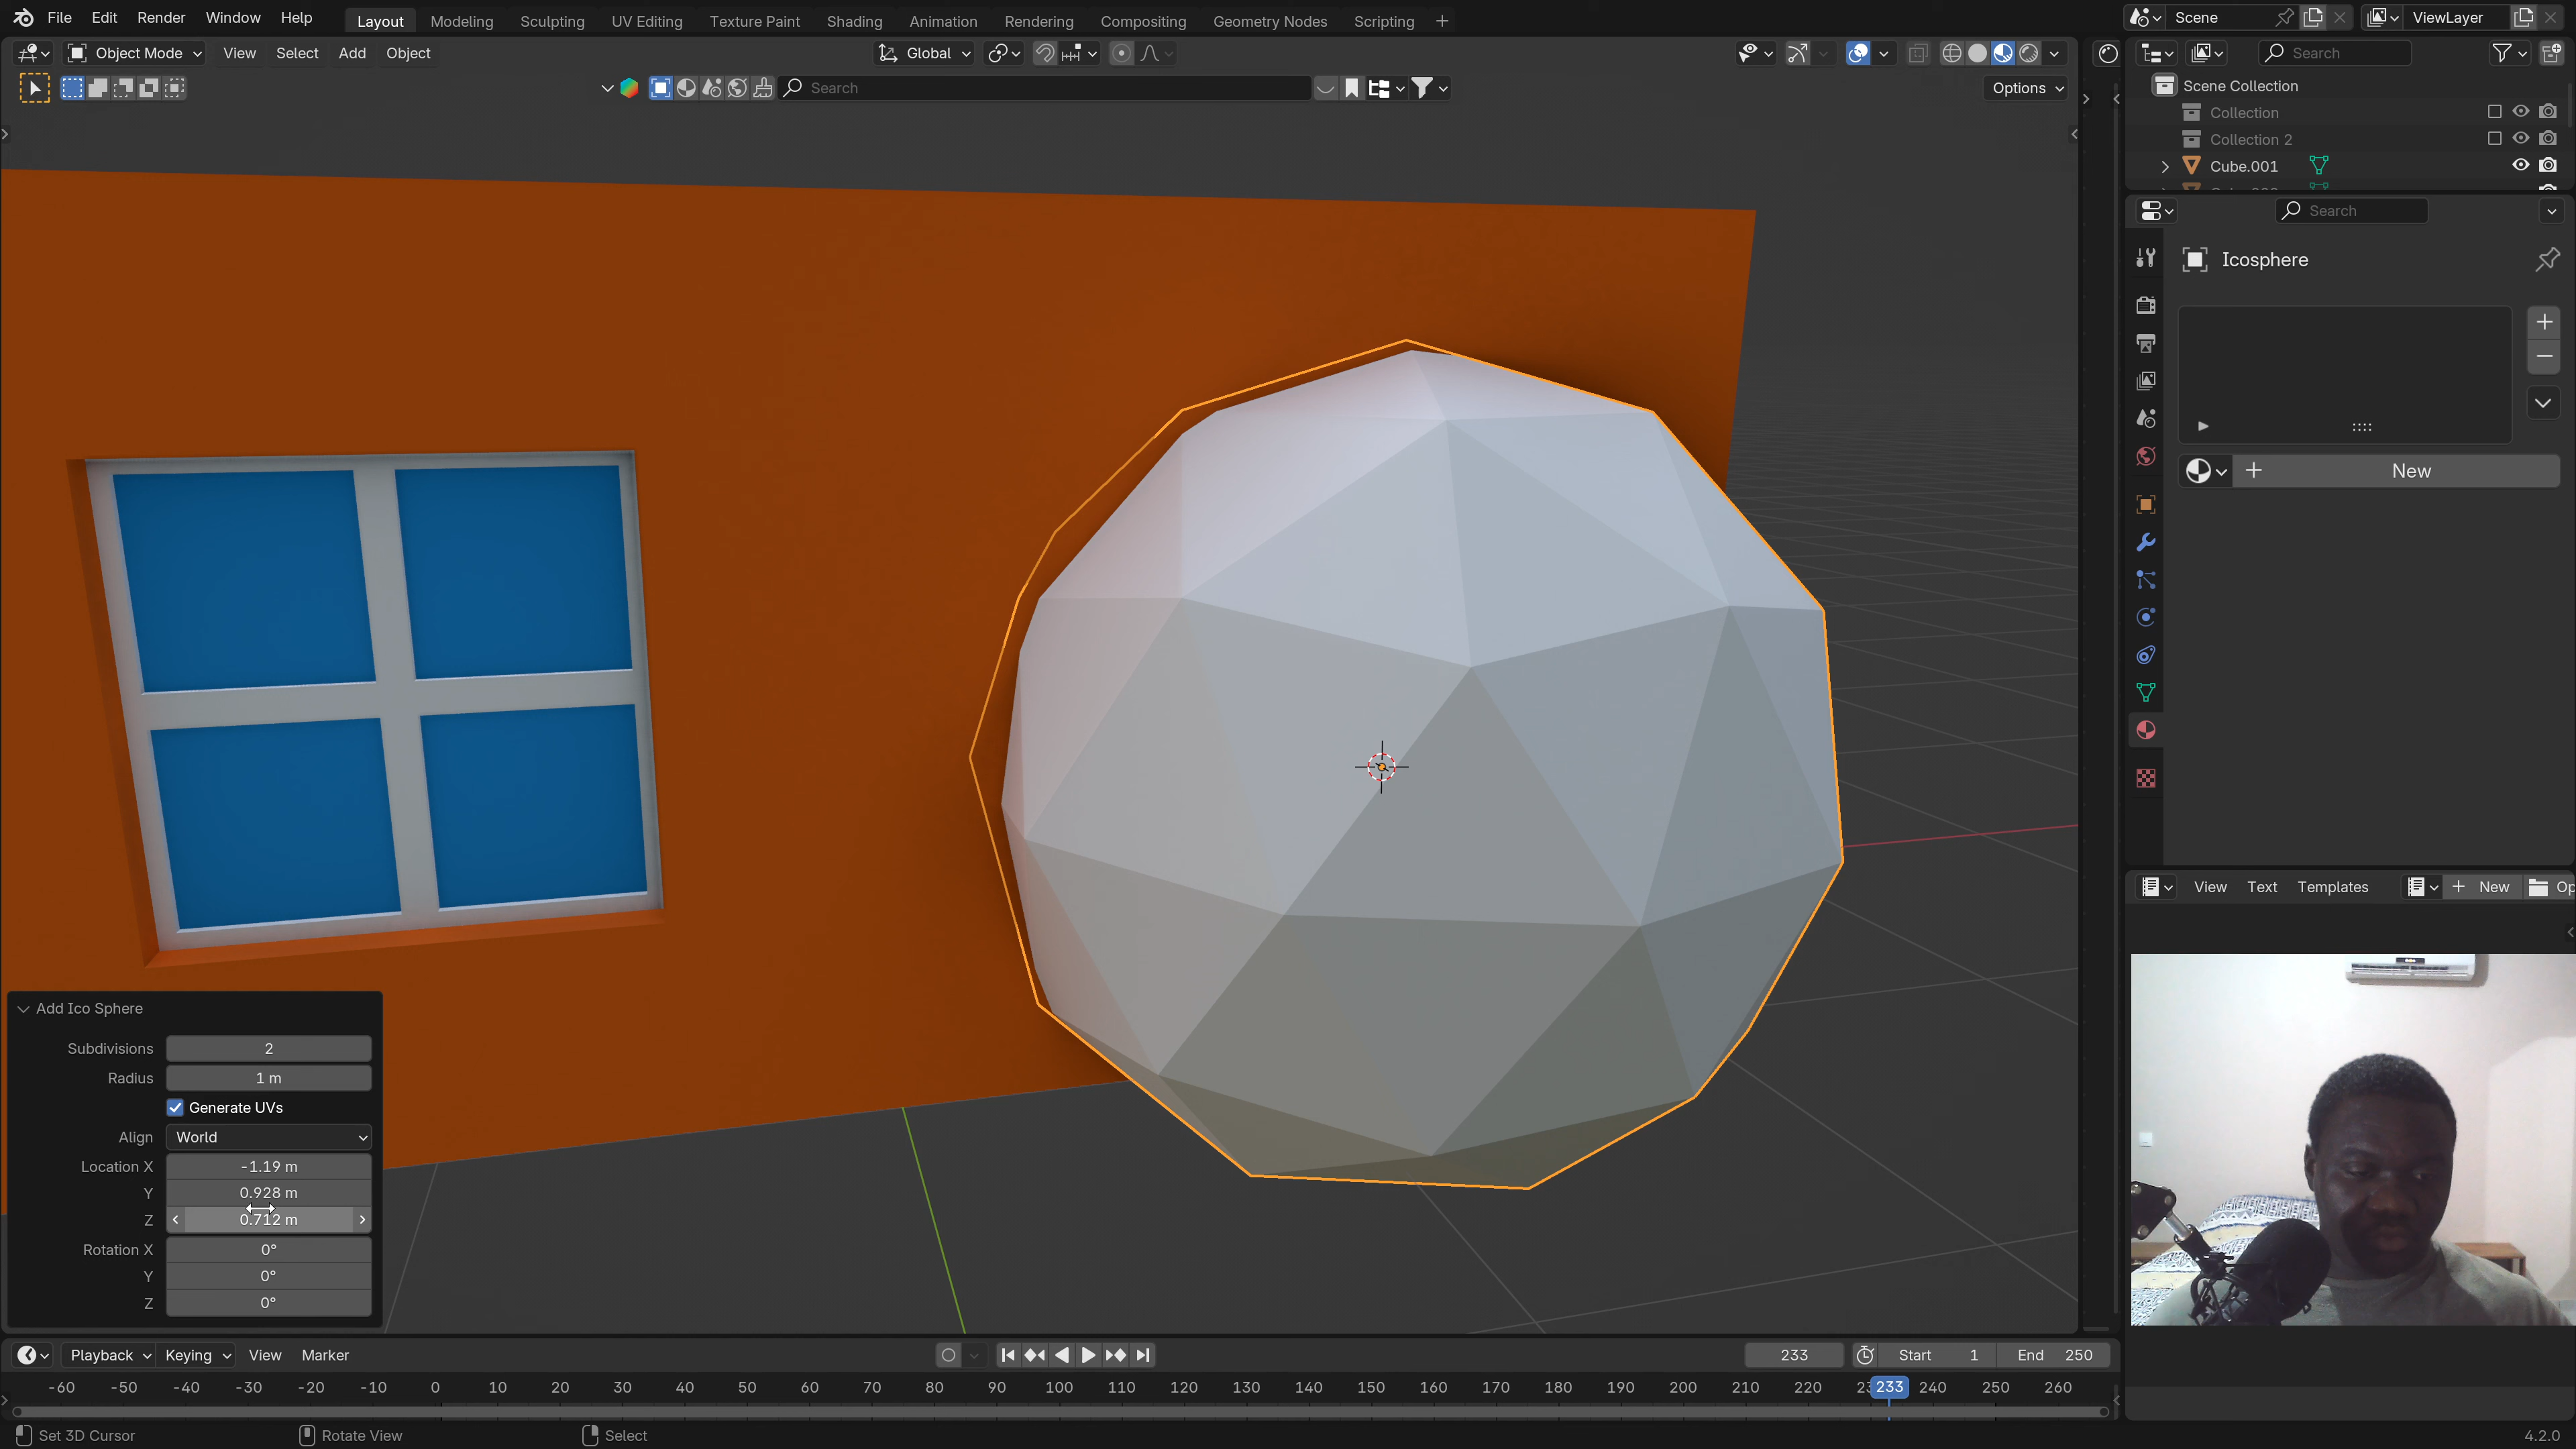 File Edit Render Window Help Layout Modeling Sculpting UV Editing Texture Paint Shading Animation Rendering Compositing Geometry Nodes Scripting + Scene ViewLayer
Object Mode View Select Add Object Global Search
Search Options
Scene Collection
Collection
Collection 2
Cube.001
Search
Icosphere
New
View Text Templates New Op
Add Ico Sphere
Subdivisions 2
Radius 1 m
Generate UVs
Align World
Location X -1.19 m
Y 0.928 m
Z 0.712 m
Rotation X 0°
Y 0°
Z 0°
Playback Keying View Marker 233 Start 1 End 250
-60 -50 -40 -30 -20 -10 0 10 20 30 40 50 60 70 80 90 100 110 120 130 140 150 160 170 180 190 200 210 220 233 240 250 260
Set 3D Cursor Rotate View Select 4.2.0